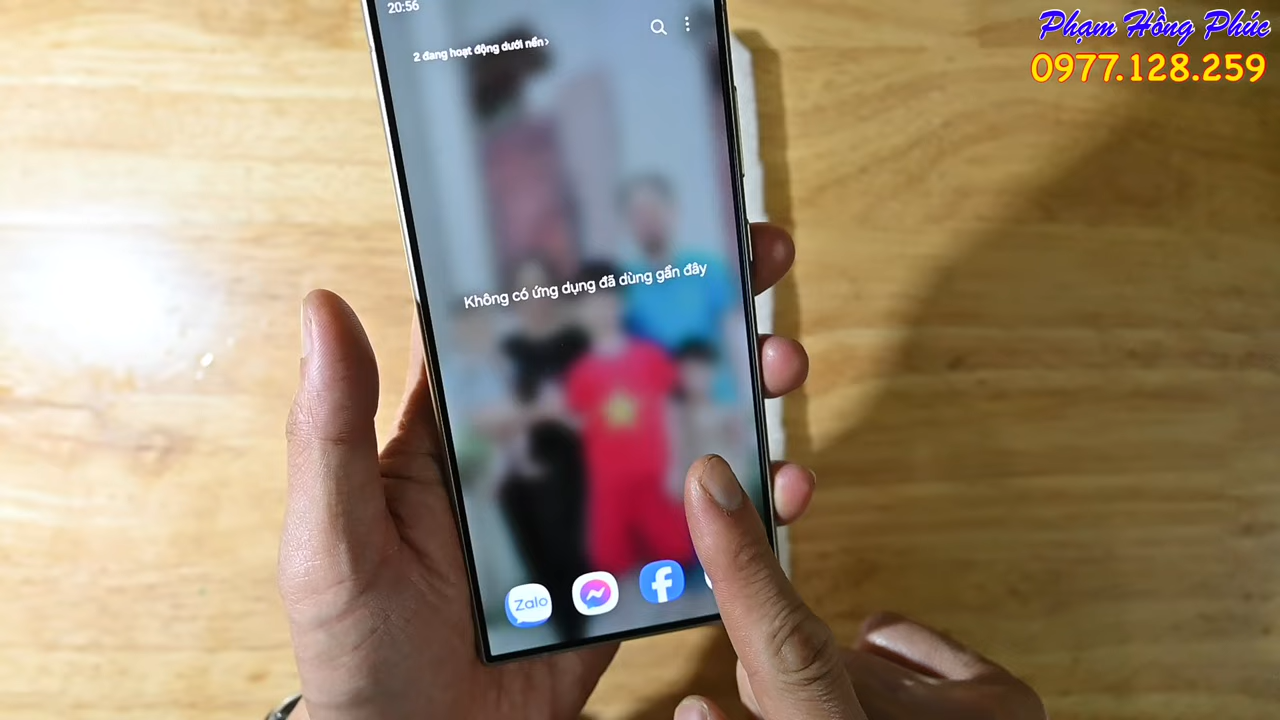 20:56
Phạm Hồng Phúc
0977.128.259
2 đang hoạt động dưới nền>
Không có ứng dụng đã dùng gần đây
Zalo